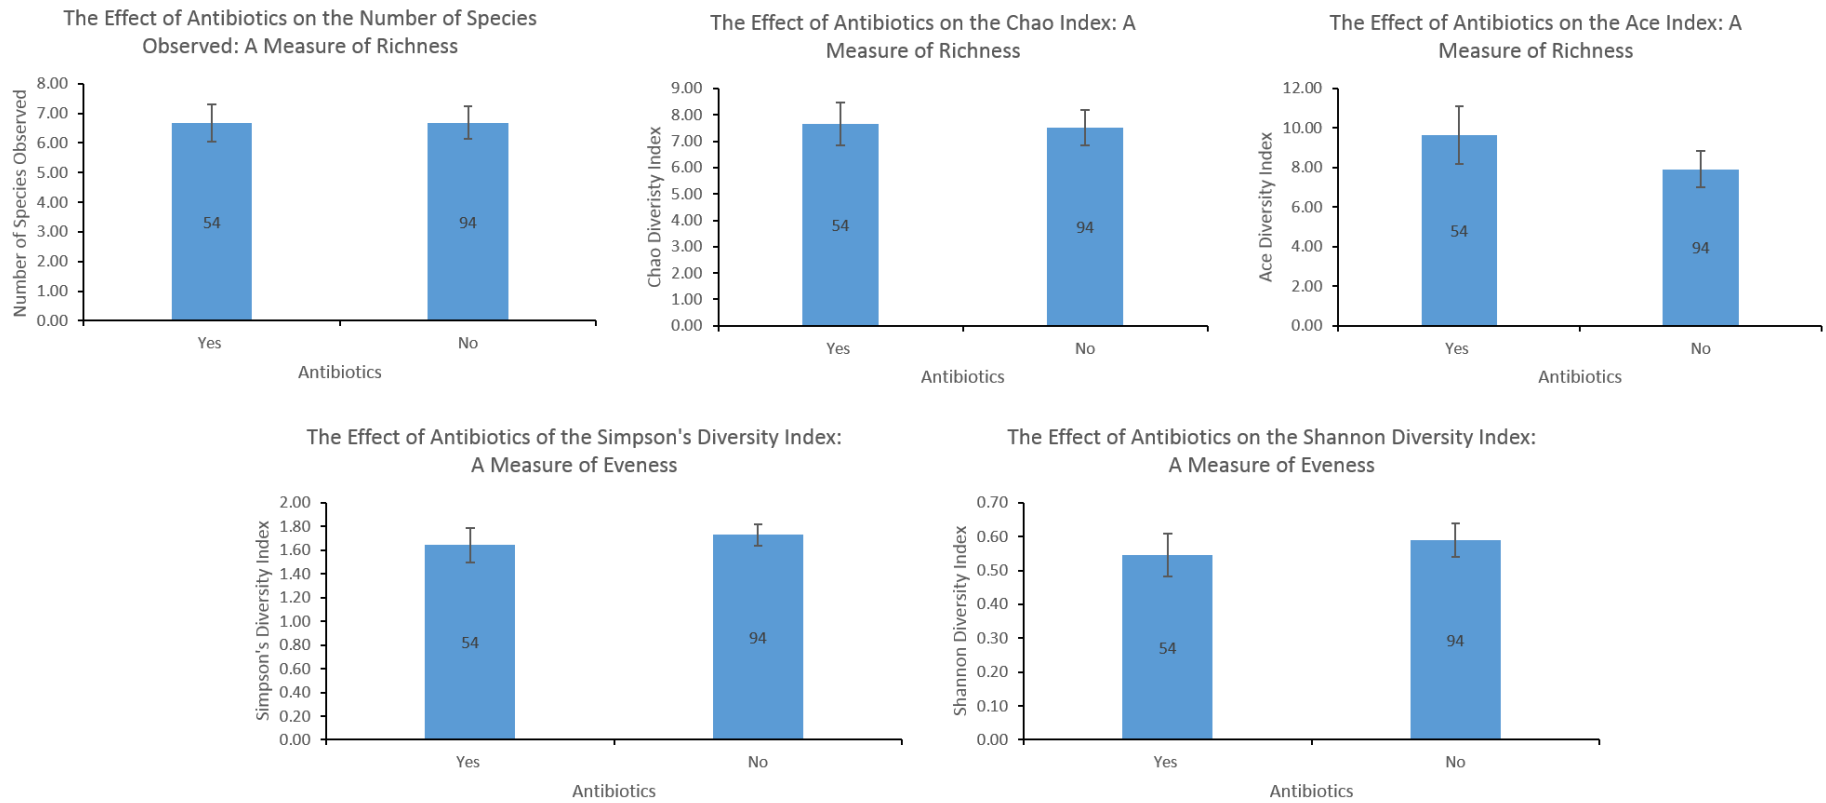 The Effect of Antibiotics on the Number of Species
Observed: A Measure of Richness
8.00
7.00
6.00
5.00
4.00
3.00
2.00
1.00
0.00
Number of Species Observed
54
94
Yes
No
Antibiotics
The Effect of Antibiotics on the Chao Index: A
Measure of Richness
9.00
8.00
7.00
6.00
5.00
4.00
3.00
2.00
1.00
0.00
Chao Diveristy Index
54
94
Yes
No
Antibiotics
The Effect of Antibiotics on the Ace Index: A
Measure of Richness
12.00
10.00
8.00
6.00
4.00
2.00
0.00
Ace Diversity Index
54
94
Yes
No
Antibiotics
The Effect of Antibiotics of the Simpson's Diversity Index:
A Measure of Eveness
2.00
1.80
1.60
1.40
1.20
1.00
0.80
0.60
0.40
0.20
0.00
Simpson's Diversity Index
54
94
Yes
No
Antibiotics
The Effect of Antibiotics on the Shannon Diversity Index:
A Measure of Eveness
0.70
0.60
0.50
0.40
0.30
0.20
0.10
0.00
Shannon Diversity Index
54
94
Yes
No
Antibiotics